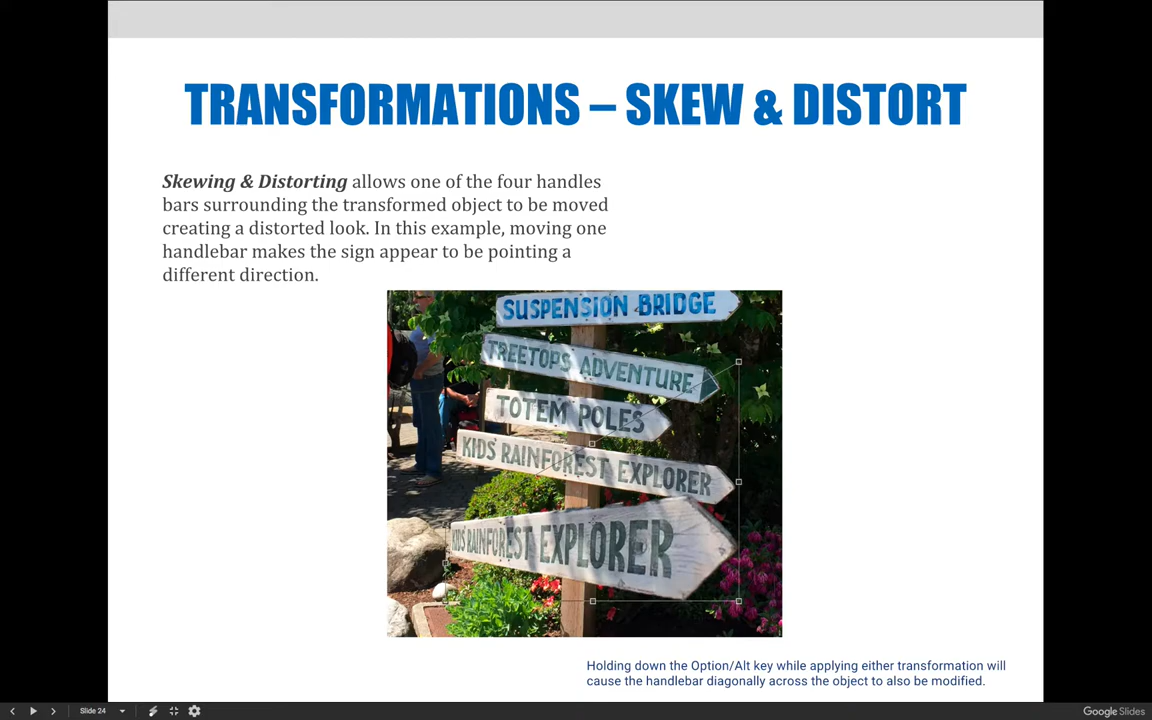 TRANSFORMATIONS – SKEW & DISTORT
Skewing & Distorting allows one of the four handles
bars surrounding the transformed object to be moved
creating a distorted look. In this example, moving one
handlebar makes the sign appear to be pointing a
different direction.
SUSPENSION BRIDGE
TREETOPS ADVENTURE
TOTEM POLES
KIDS' RAINFOREST EXPLORER
KIDS' RAINFOREST EXPLORER
Holding down the Option/Alt key while applying either transformation will
cause the handlebar diagonally across the object to also be modified.
Slide 24
Google Slides